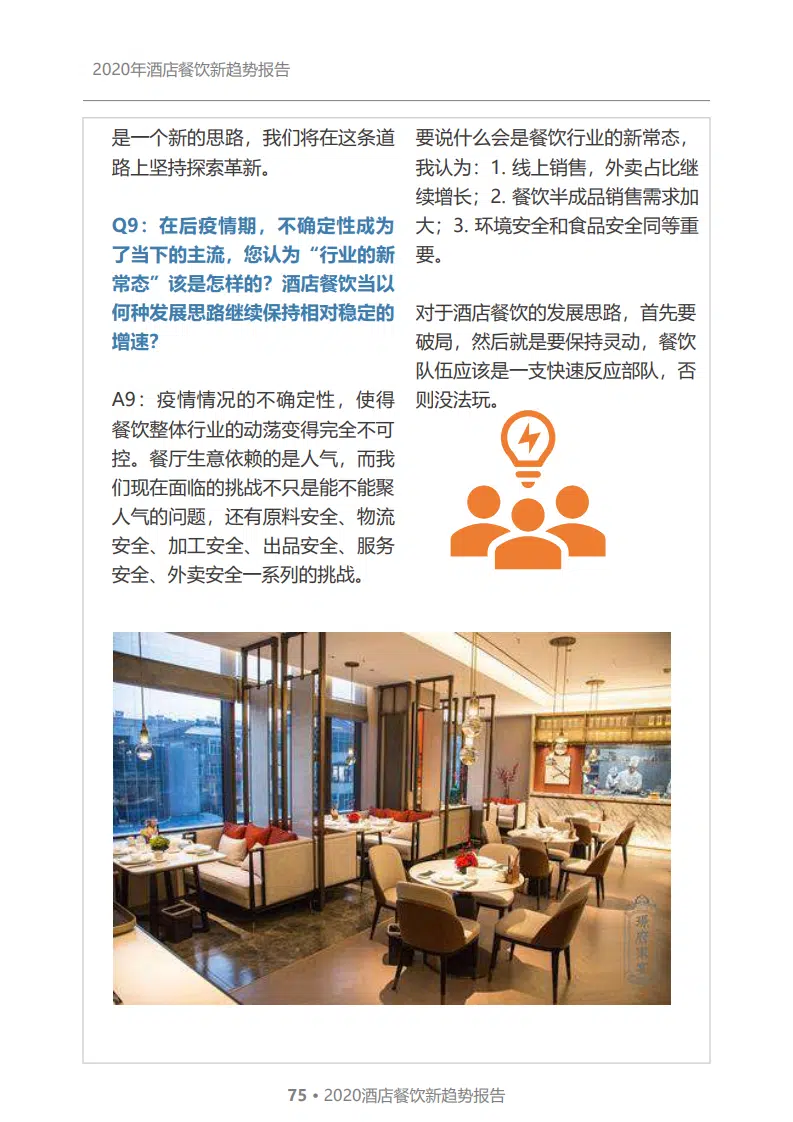 2020年酒店餐饮新趋势报告
是一个新的思路，我们将在这条道
路上坚持探索革新。
Q9：在后疫情期，不确定性成为
了当下的主流，您认为“行业的新
常态”该是怎样的？酒店餐饮当以
何种发展思路继续保持相对稳定的
增速？
A9：疫情情况的不确定性，使得
餐饮整体行业的动荡变得完全不可
控。餐厅生意依赖的是人气，而我
们现在面临的挑战不只是能不能聚
人气的问题，还有原料安全、物流
安全、加工安全、出品安全、服务
安全、外卖安全一系列的挑战。
要说什么会是餐饮行业的新常态，
我认为：1. 线上销售，外卖占比继
续增长；2. 餐饮半成品销售需求加
大；3. 环境安全和食品安全同等重
要。
对于酒店餐饮的发展思路，首先要
破局，然后就是要保持灵动，餐饮
队伍应该是一支快速反应部队，否
则没法玩。
75 • 2020酒店餐饮新趋势报告